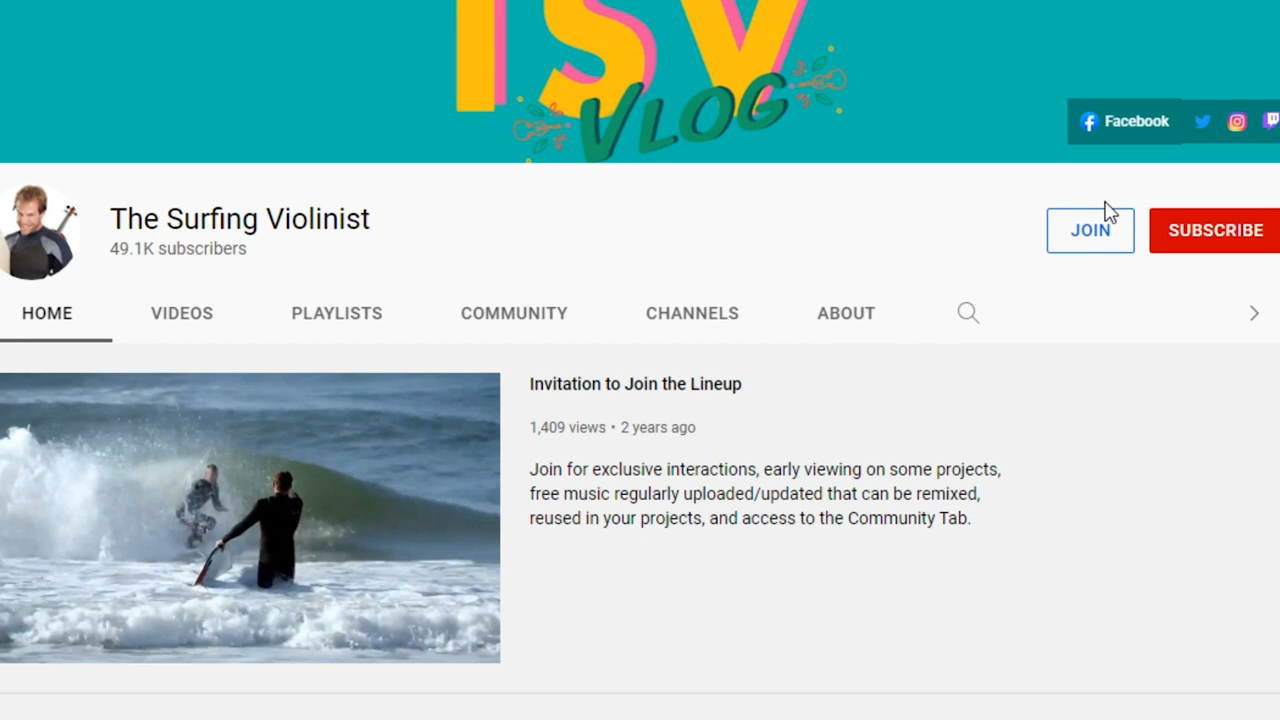 TSV
VLOG
Facebook
The Surfing Violinist
49.1K subscribers
JOIN
SUBSCRIBE
HOME
VIDEOS
PLAYLISTS
COMMUNITY
CHANNELS
ABOUT
Invitation to Join the Lineup
1,409 views • 2 years ago
Join for exclusive interactions, early viewing on some projects,
free music regularly uploaded/updated that can be remixed,
reused in your projects, and access to the Community Tab.